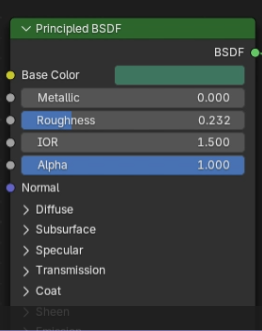 Principled BSDF
BSDF
Base Color
Metallic 0.000
Roughness 0.232
IOR 1.500
Alpha 1.000
Normal
Diffuse
Subsurface
Specular
Transmission
Coat
Sheen